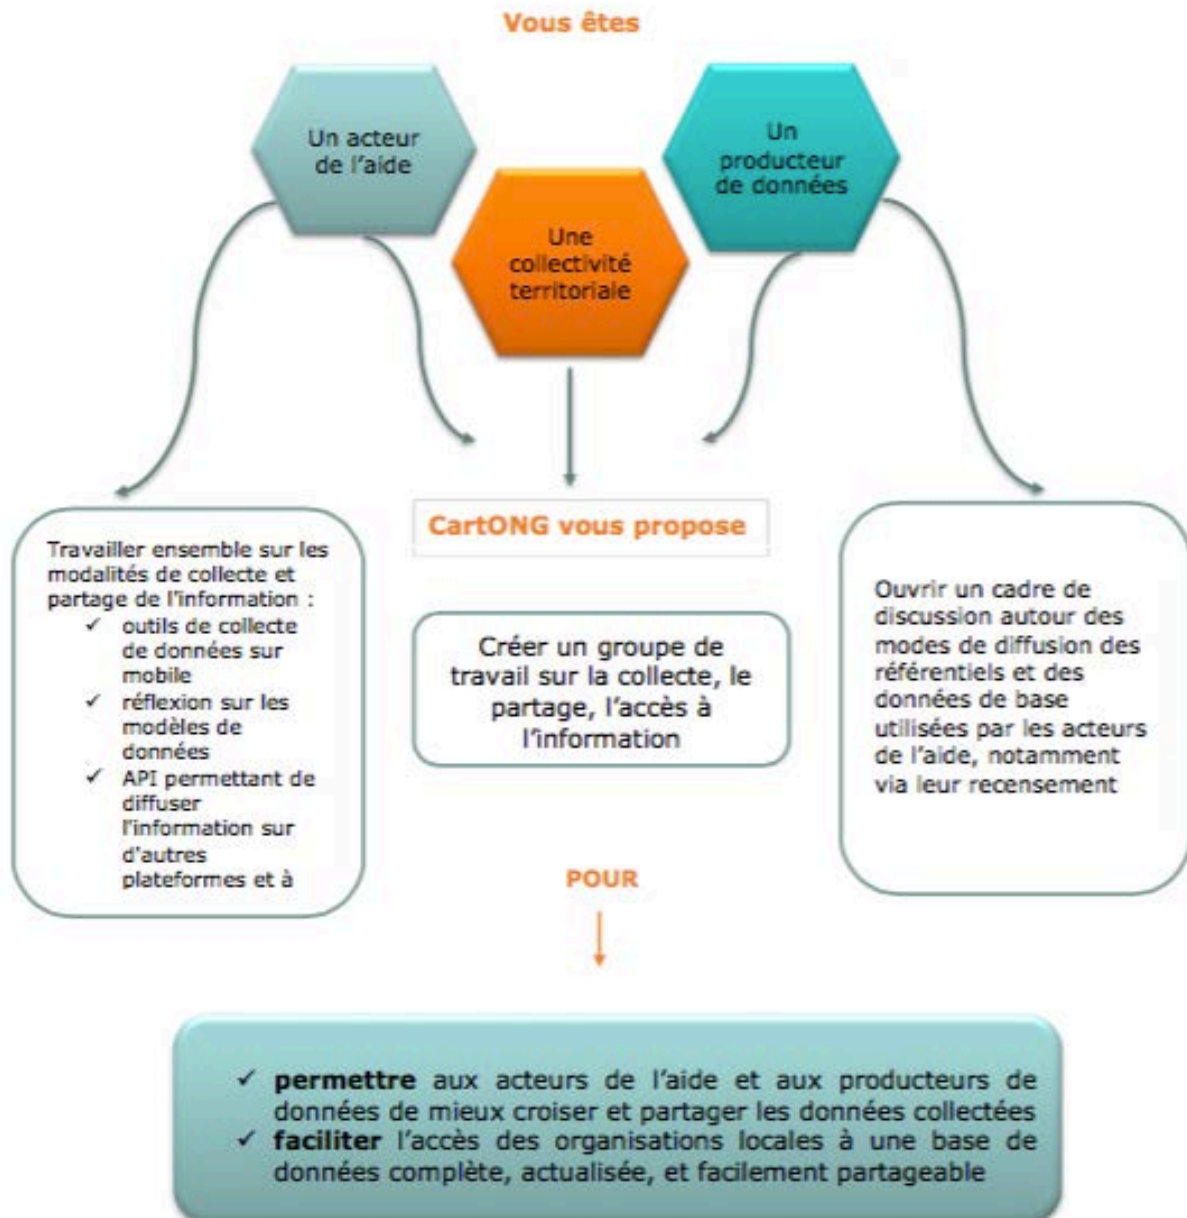 Vous êtes
Un acteur
de l'aide
Une
collectivité
territoriale
Un
producteur
de données
CartONG vous propose
Travailler ensemble sur les
modalités de collecte et
partage de l'information :
✓ outils de collecte
de données sur
mobile
✓ réflexion sur les
modèles de
données
✓ API permettant de
diffuser
l'information sur
d'autres
plateformes et à
Créer un groupe de
travail sur la collecte, le
partage, l'accès à
l'information
Ouvrir un cadre de
discussion autour des
modes de diffusion des
référentiels et des
données de base
utilisées par les acteurs
de l'aide, notamment
via leur recensement
POUR
✓ permettre aux acteurs de l'aide et aux producteurs de
données de mieux croiser et partager les données collectées
✓ faciliter l'accès des organisations locales à une base de
données complète, actualisée, et facilement partageable